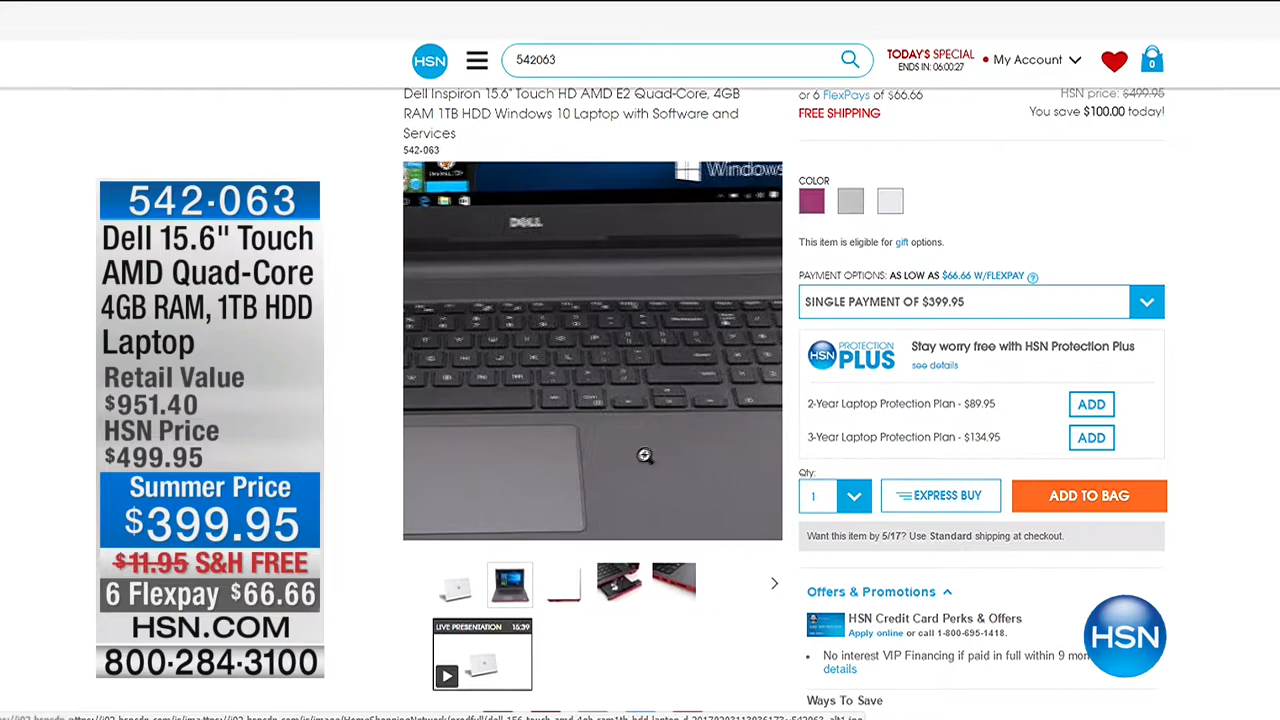 HSN
542063
TODAY'S SPECIAL
ENDS IN: 06:00:27
My Account
0
Dell Inspiron 15.6" Touch HD AMD E2 Quad-Core, 4GB
RAM 1TB HDD Windows 10 Laptop with Software and
Services
542-063
or 6 FlexPays of $66.66
HSN price: $499.95
FREE SHIPPING
You save $100.00 today!
542-063
Dell 15.6" Touch
AMD Quad-Core
4GB RAM, 1TB HDD
Laptop
Retail Value
$951.40
HSN Price
$499.95
Summer Price
$399.95
$11.95 S&H FREE
6 Flexpay $66.66
HSN.COM
800-284-3100
Windows
DELL
LIVE PRESENTATION 15:39
COLOR
This item is eligible for gift options.
PAYMENT OPTIONS: AS LOW AS $66.66 W/FLEXPAY ?
SINGLE PAYMENT OF $399.95
HSN PROTECTION PLUS
Stay worry free with HSN Protection Plus
see details
2-Year Laptop Protection Plan - $89.95 ADD
3-Year Laptop Protection Plan - $134.95 ADD
Qty:
1
EXPRESS BUY
ADD TO BAG
Want this item by 5/17? Use Standard shipping at checkout.
Offers & Promotions
HSN Credit Card Perks & Offers
Apply online or call 1-800-695-1418.
• No interest VIP Financing if paid in full within 9
details
Ways To Save
HSN